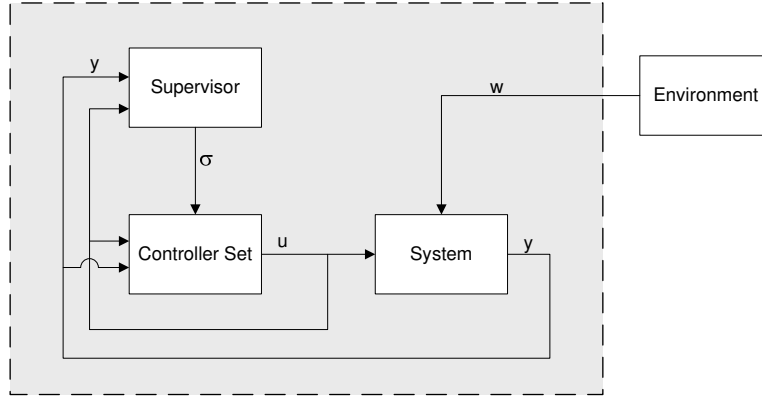 y
Supervisor
w
Environment
σ
Controller Set
u
System
y